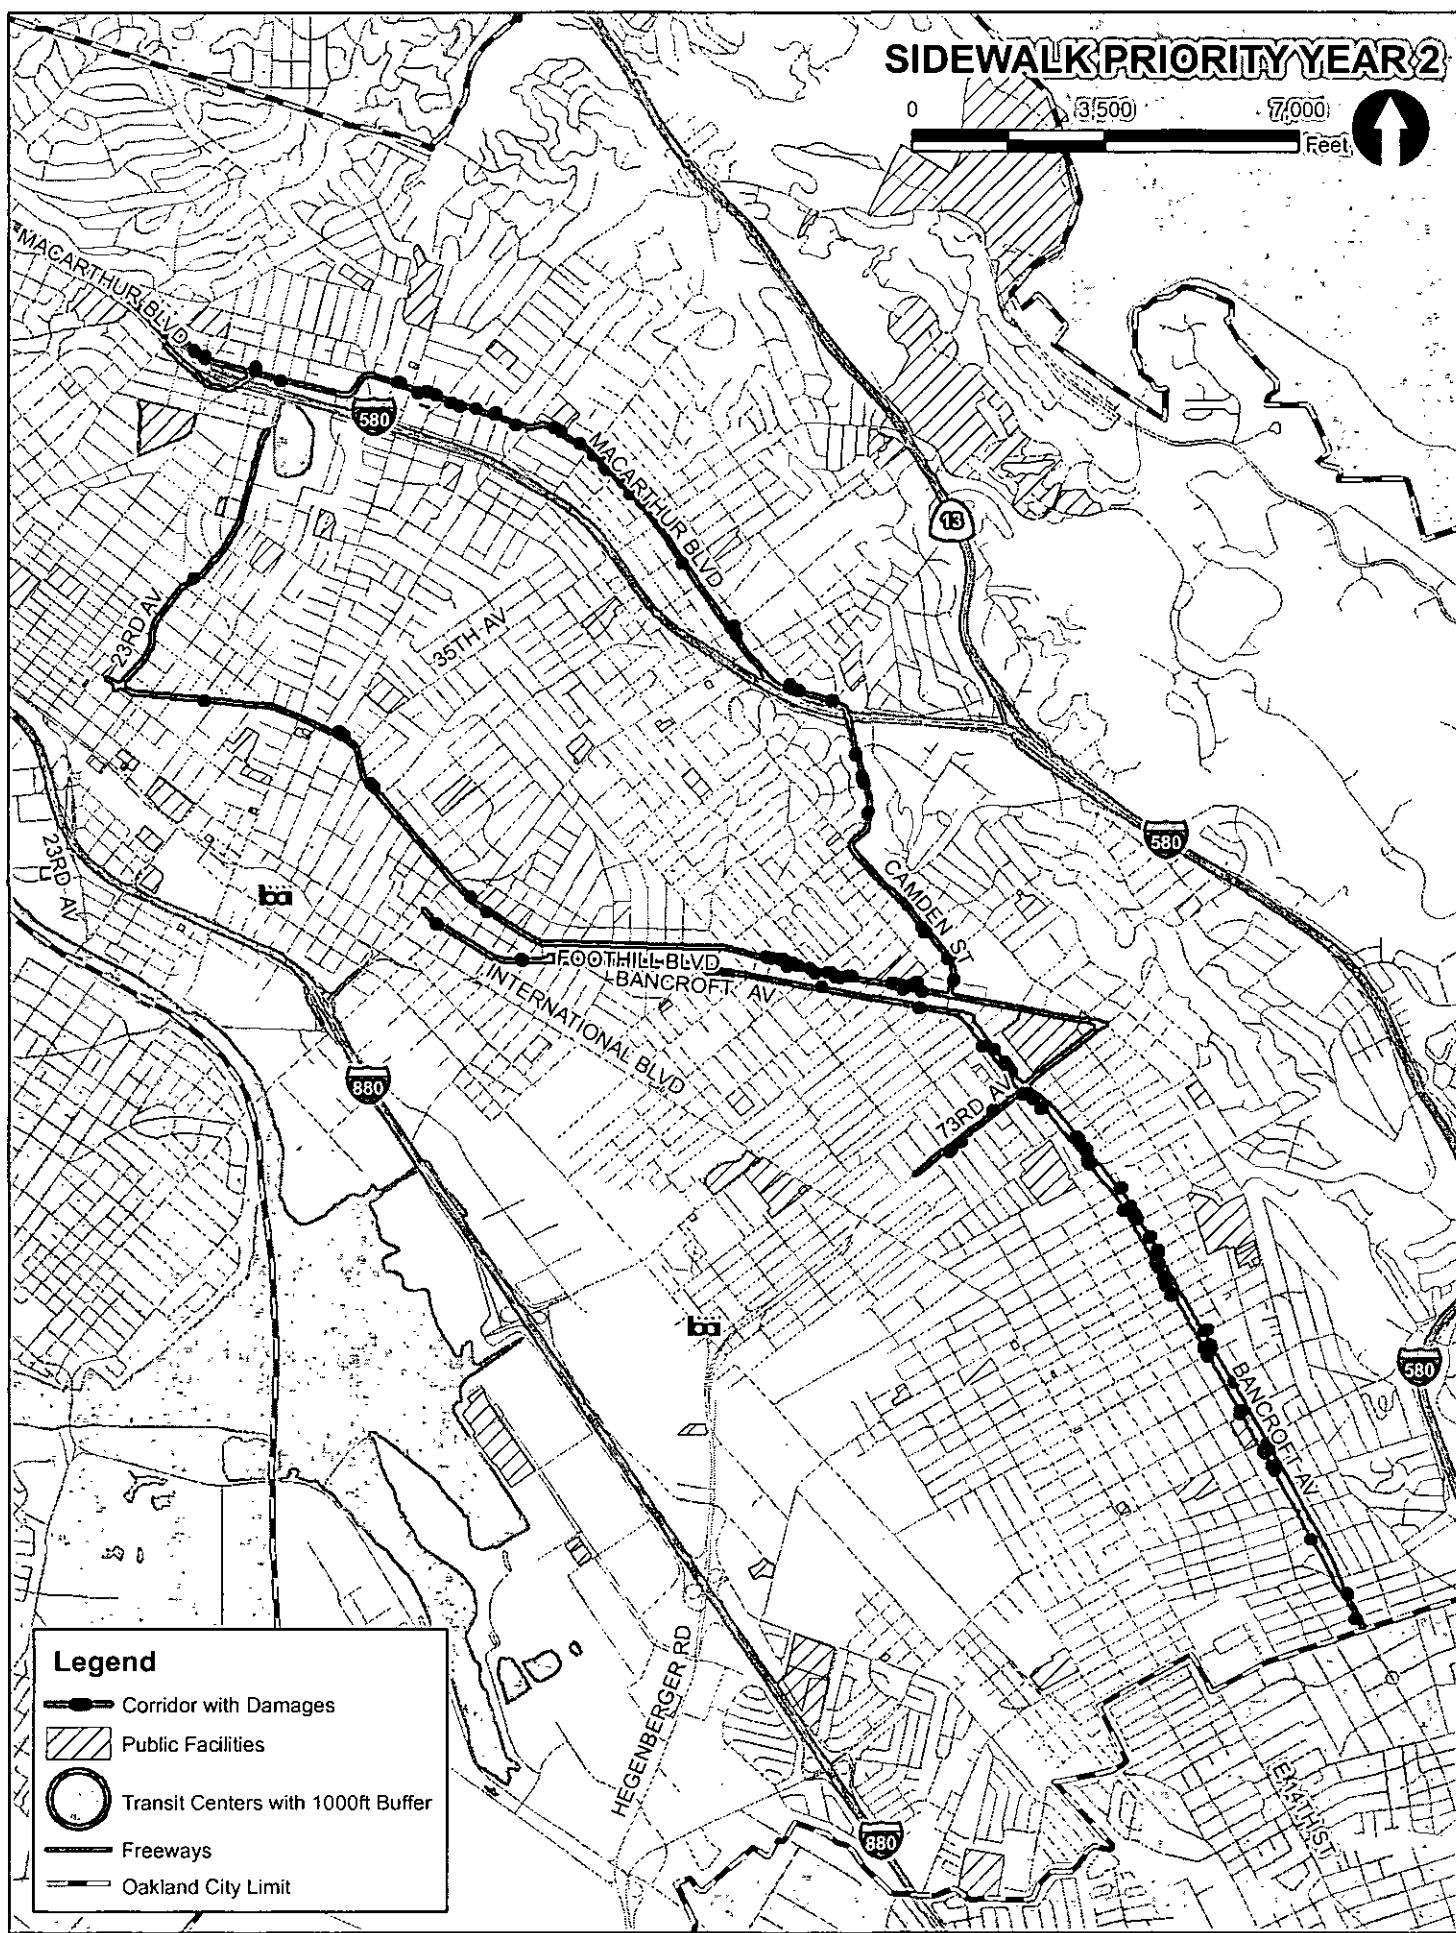 SIDEWALK PRIORITY YEAR 2
0 3,500 7,000
Feet
MACARTHUR BLVD
580
MACARTHUR BLVD
13
23RD AV
35TH AV
580
23RD AV
CAMDEN ST
FOOTHILL BLVD
BANCROFT AV
INTERNATIONAL BLVD
880
73RD AV
580
BANCROFT AV
HEGENBERGER RD
E 14TH ST
880
Legend
Corridor with Damages
Public Facilities
Transit Centers with 1000ft Buffer
Freeways
Oakland City Limit